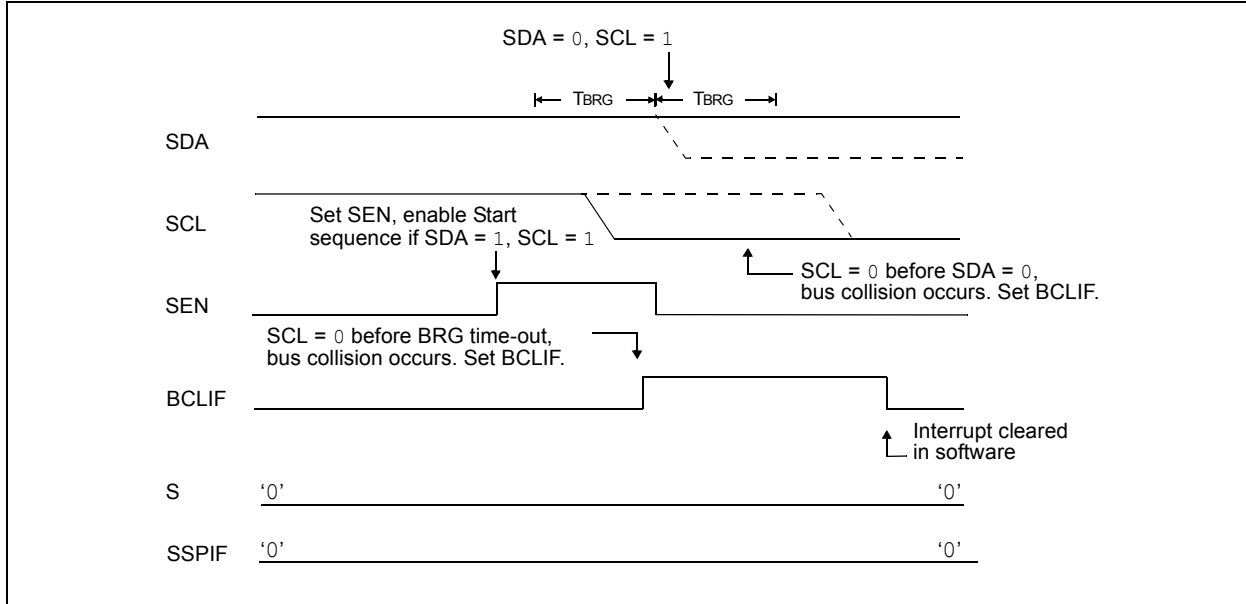 SDA = 0, SCL = 1
TBRG TBRG
SDA
SCL
Set SEN, enable Start
sequence if SDA = 1, SCL = 1
SCL = 0 before SDA = 0,
bus collision occurs. Set BCLIF.
SEN
SCL = 0 before BRG time-out,
bus collision occurs. Set BCLIF.
BCLIF
Interrupt cleared
in software
S ‘0’ ‘0’
SSPIF ‘0’ ‘0’